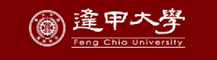 逢甲大學
Feng Chia University